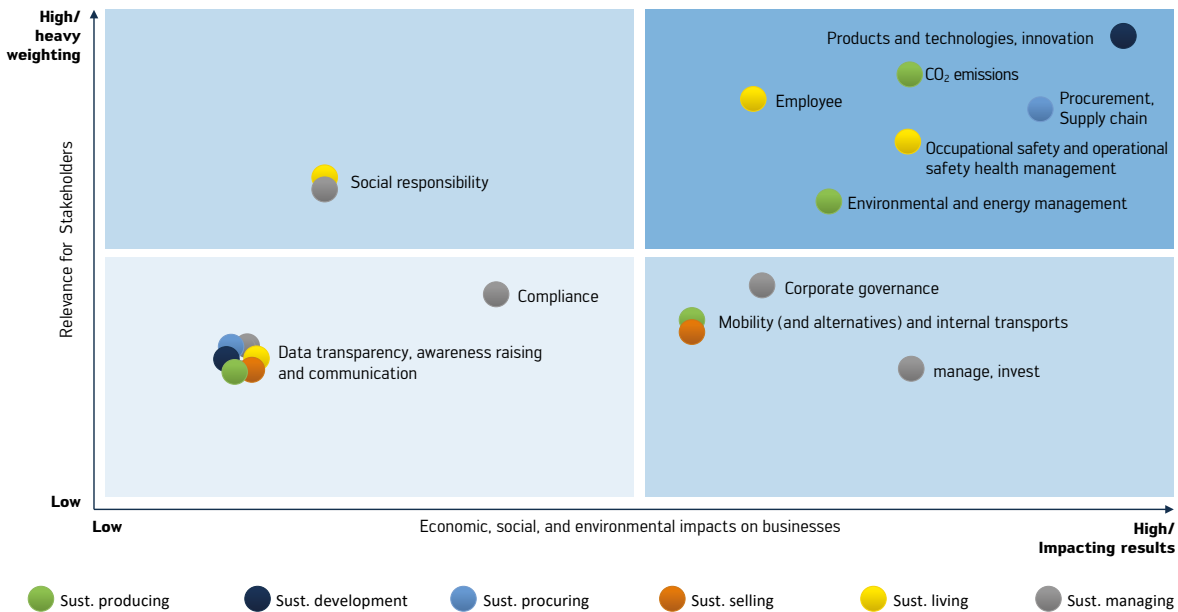 High/
heavy
weighting
Products and technologies, innovation
CO₂ emissions
Employee
Procurement,
Supply chain
Occupational safety and operational
safety health management
Social responsibility
Environmental and energy management
Relevance for Stakeholders
Compliance
Corporate governance
Mobility (and alternatives) and internal transports
Data transparency, awareness raising
and communication
manage, invest
Low
Low
Economic, social, and environmental impacts on businesses
High/
Impacting results
Sust. producing
Sust. development
Sust. procuring
Sust. selling
Sust. living
Sust. managing